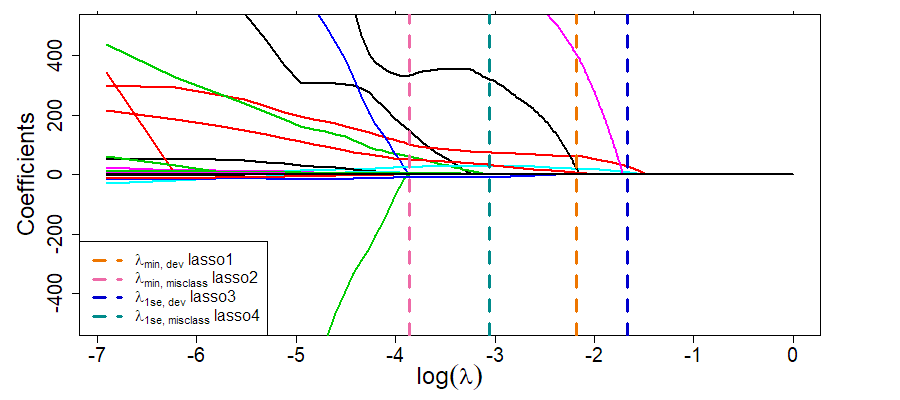 Coefficients
400
200
0
-200
-400
λmin, dev lasso1
λmin, misclass lasso2
λ1se, dev lasso3
λ1se, misclass lasso4
-7 -6 -5 -4 -3 -2 -1 0
log(λ)